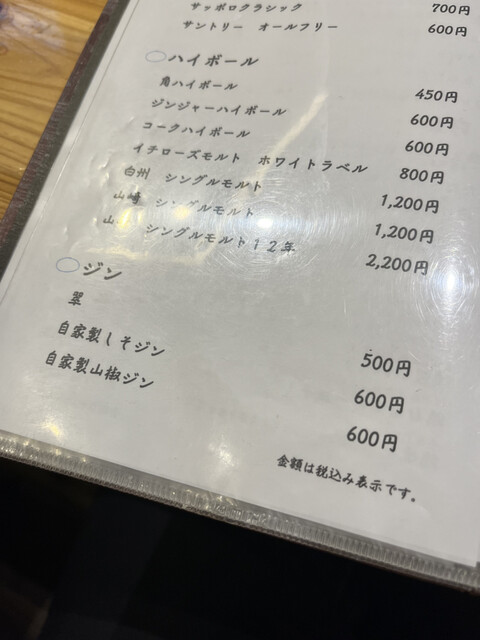 サッポロクラシック 700円
サントリー オールフリー 600円
ハイボール
角ハイボール 450円
ジンジャーハイボール 600円
コークハイボール 600円
イチローズモルト ホワイトラベル 800円
白州 シングルモルト 1,200円
山崎 シングルモルト 1,200円
山 シングルモルト12年 2,200円
ジン
翠 500円
自家製しそジン 600円
自家製山椒ジン 600円
金額は税込み表示です。